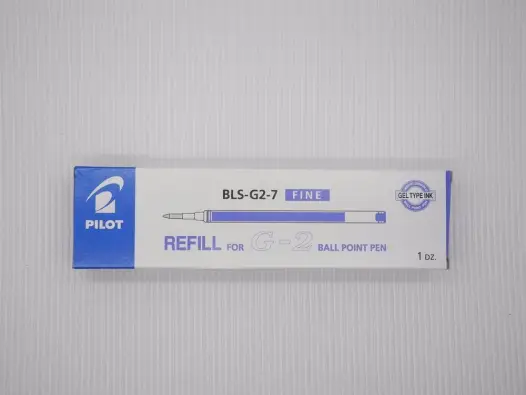 PILOT
BLS-G2-7 FINE
GEL TYPE INK
REFILL FOR G-2 BALL POINT PEN
1 DZ.